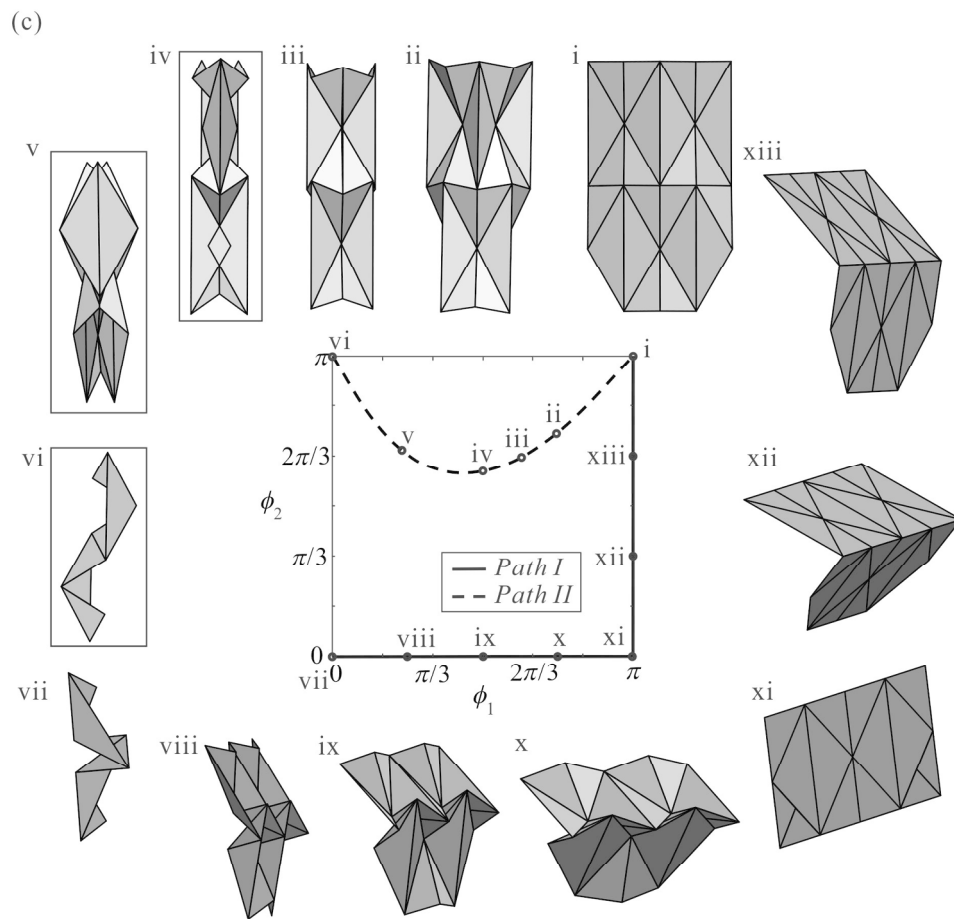 (c)
iv
iii
ii
i
v
xiii
vi
i
π
ii
v
iii
iv
2π/3
xiii
vi
xii
ϕ2
π/3
xii
Path I
Path II
viii
ix
x
xi
0
vii
0
π/3
2π/3
π
ϕ1
vii
xi
viii
ix
x